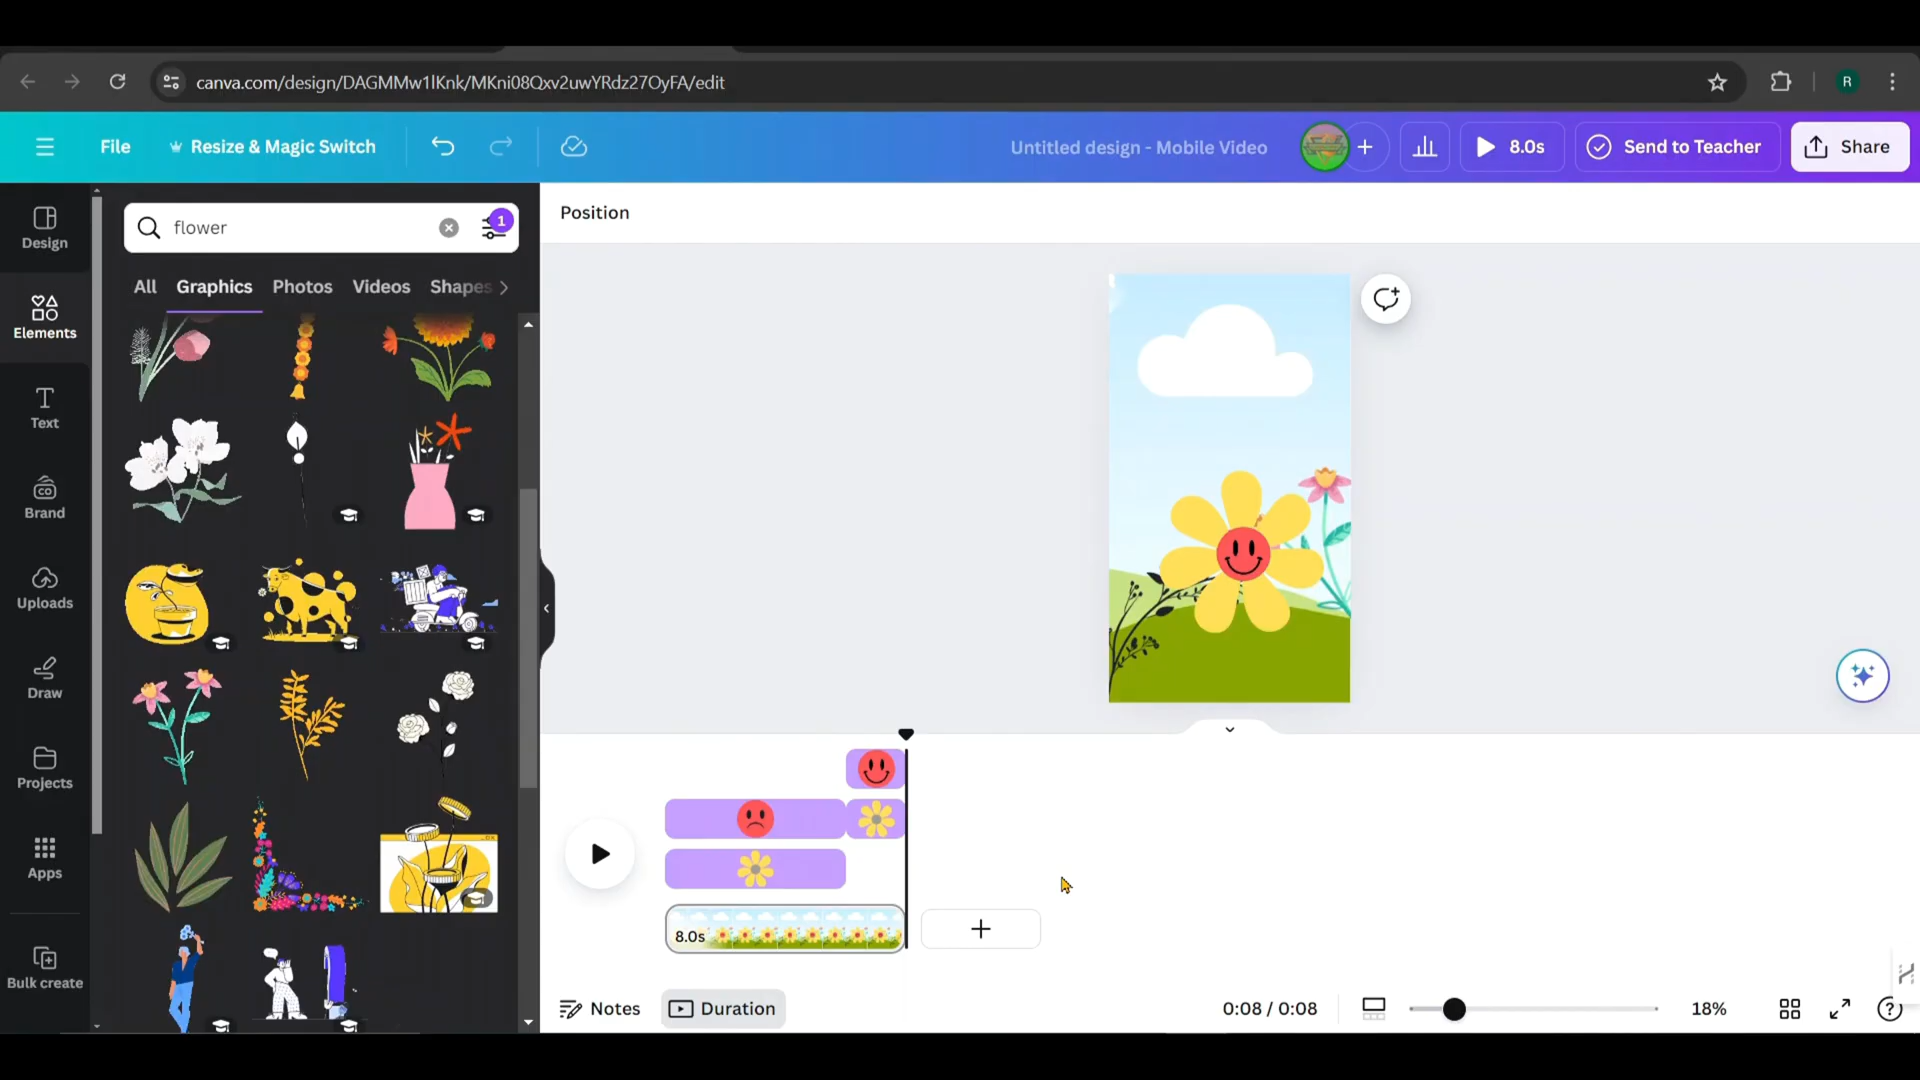 canva.com/design/DAGMMw1lKnk/MKni08Qxv2uwYRdz27OyFA/edit
R
File
Resize & Magic Switch
Untitled design - Mobile Video
8.0s
Send to Teacher
Share
Design
Elements
Text
Brand
Uploads
Draw
Projects
Apps
Bulk create
flower
1
All
Graphics
Photos
Videos
Shapes
Position
8.0s
Notes
Duration
0:08 / 0:08
18%